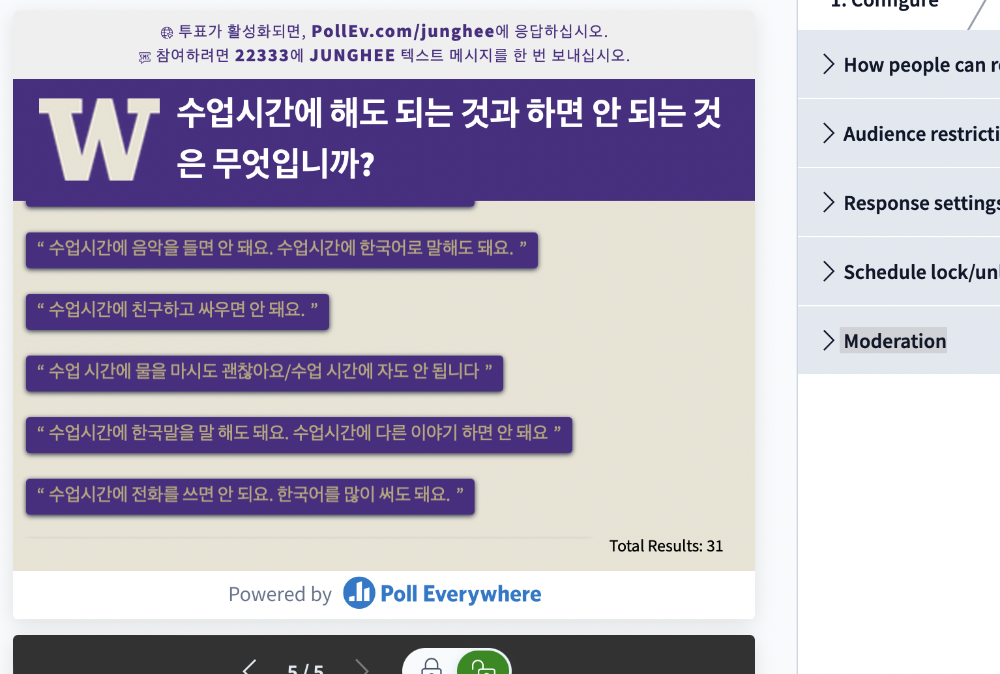 투표가 활성화되면, PollEv.com/junghee에 응답하십시오.
참여하려면 22333에 JUNGHEE 텍스트 메시지를 한 번 보내십시오.
W
수업시간에 해도 되는 것과 하면 안 되는 것
은 무엇입니까?
“ 수업시간에 음악을 들면 안 돼요. 수업시간에 한국어로 말해도 돼요. ”
“ 수업시간에 친구하고 싸우면 안 돼요. ”
“ 수업 시간에 물을 마시도 괜찮아요/수업 시간에 자도 안 됩니다 ”
“ 수업시간에 한국말을 말 해도 돼요. 수업시간에 다른 이야기 하면 안 돼요 ”
“ 수업시간에 전화를 쓰면 안 되요. 한국어를 많이 써도 돼요. ”
Total Results: 31
Powered by Poll Everywhere
5 / 5
1. Configure
How people can r
Audience restricti
Response settings
Schedule lock/unl
Moderation